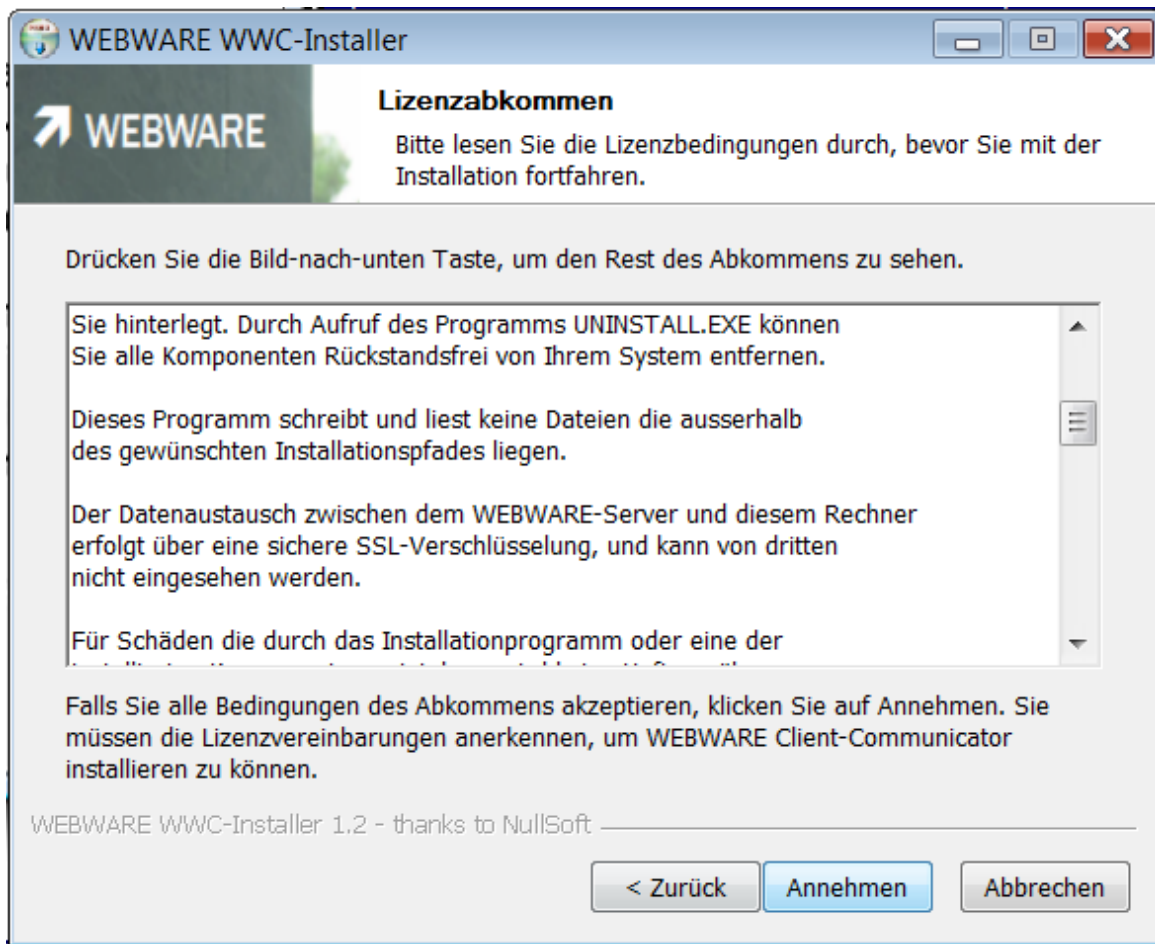 WEBWARE WWC-Installer
WEBWARE
Lizenzabkommen
Bitte lesen Sie die Lizenzbedingungen durch, bevor Sie mit der
Installation fortfahren.
Drücken Sie die Bild-nach-unten Taste, um den Rest des Abkommens zu sehen.
Sie hinterlegt. Durch Aufruf des Programms UNINSTALL.EXE können
Sie alle Komponenten Rückstandsfrei von Ihrem System entfernen.
Dieses Programm schreibt und liest keine Dateien die ausserhalb
des gewünschten Installationspfades liegen.
Der Datenaustausch zwischen dem WEBWARE-Server und diesem Rechner
erfolgt über eine sichere SSL-Verschlüsselung, und kann von dritten
nicht eingesehen werden.
Für Schäden die durch das Installationprogramm oder eine der
Falls Sie alle Bedingungen des Abkommens akzeptieren, klicken Sie auf Annehmen. Sie
müssen die Lizenzvereinbarungen anerkennen, um WEBWARE Client-Communicator
installieren zu können.
WEBWARE WWC-Installer 1.2 - thanks to NullSoft
< Zurück
Annehmen
Abbrechen